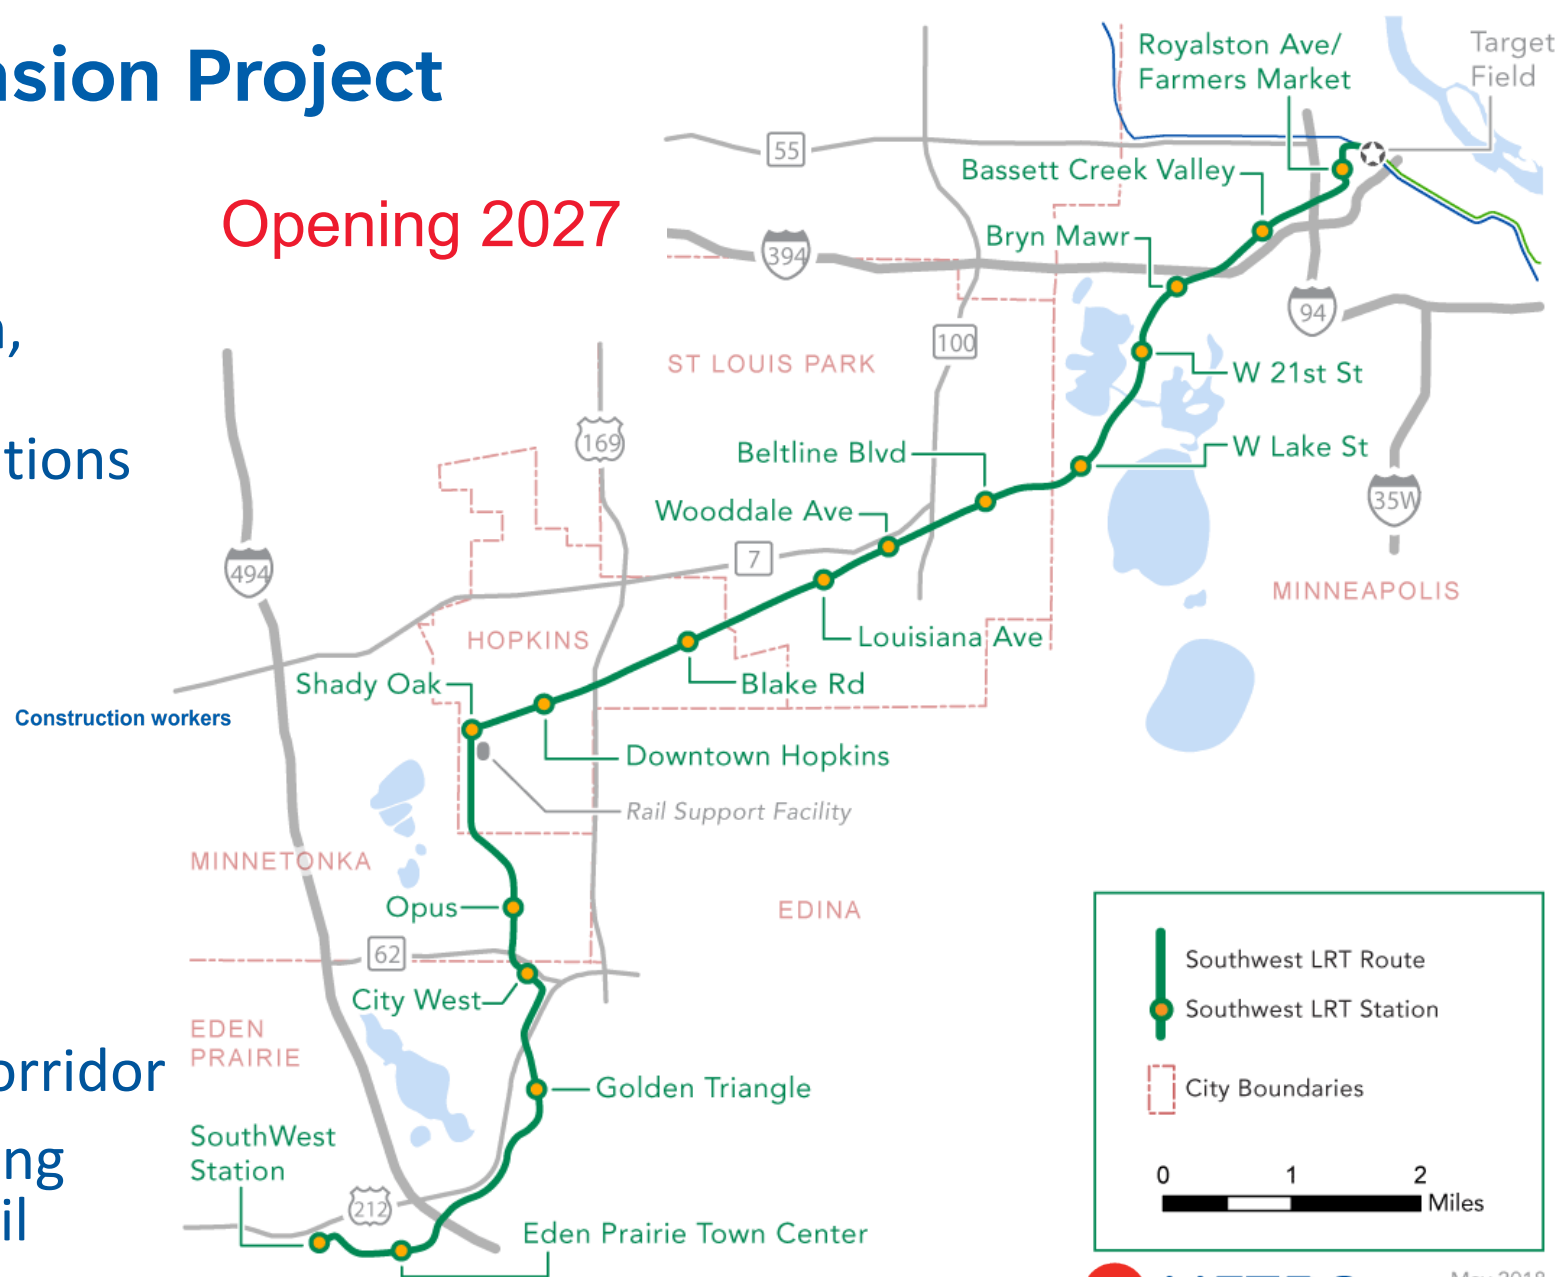 nsion Project
Opening 2027
tions
Construction workers
orridor
ng
il
Royalston Ave/
Farmers Market
Target
Field
55
Bassett Creek Valley
Bryn Mawr
394
94
100
ST LOUIS PARK
W 21st St
169
Beltline Blvd
W Lake St
Wooddale Ave
35W
7
494
MINNEAPOLIS
HOPKINS
Louisiana Ave
Shady Oak
Blake Rd
Downtown Hopkins
Rail Support Facility
MINNETONKA
Opus
EDINA
62
City West
EDEN
PRAIRIE
Golden Triangle
SouthWest
Station
212
Eden Prairie Town Center
Southwest LRT Route
Southwest LRT Station
City Boundaries
0 1 2
Miles
May 2018